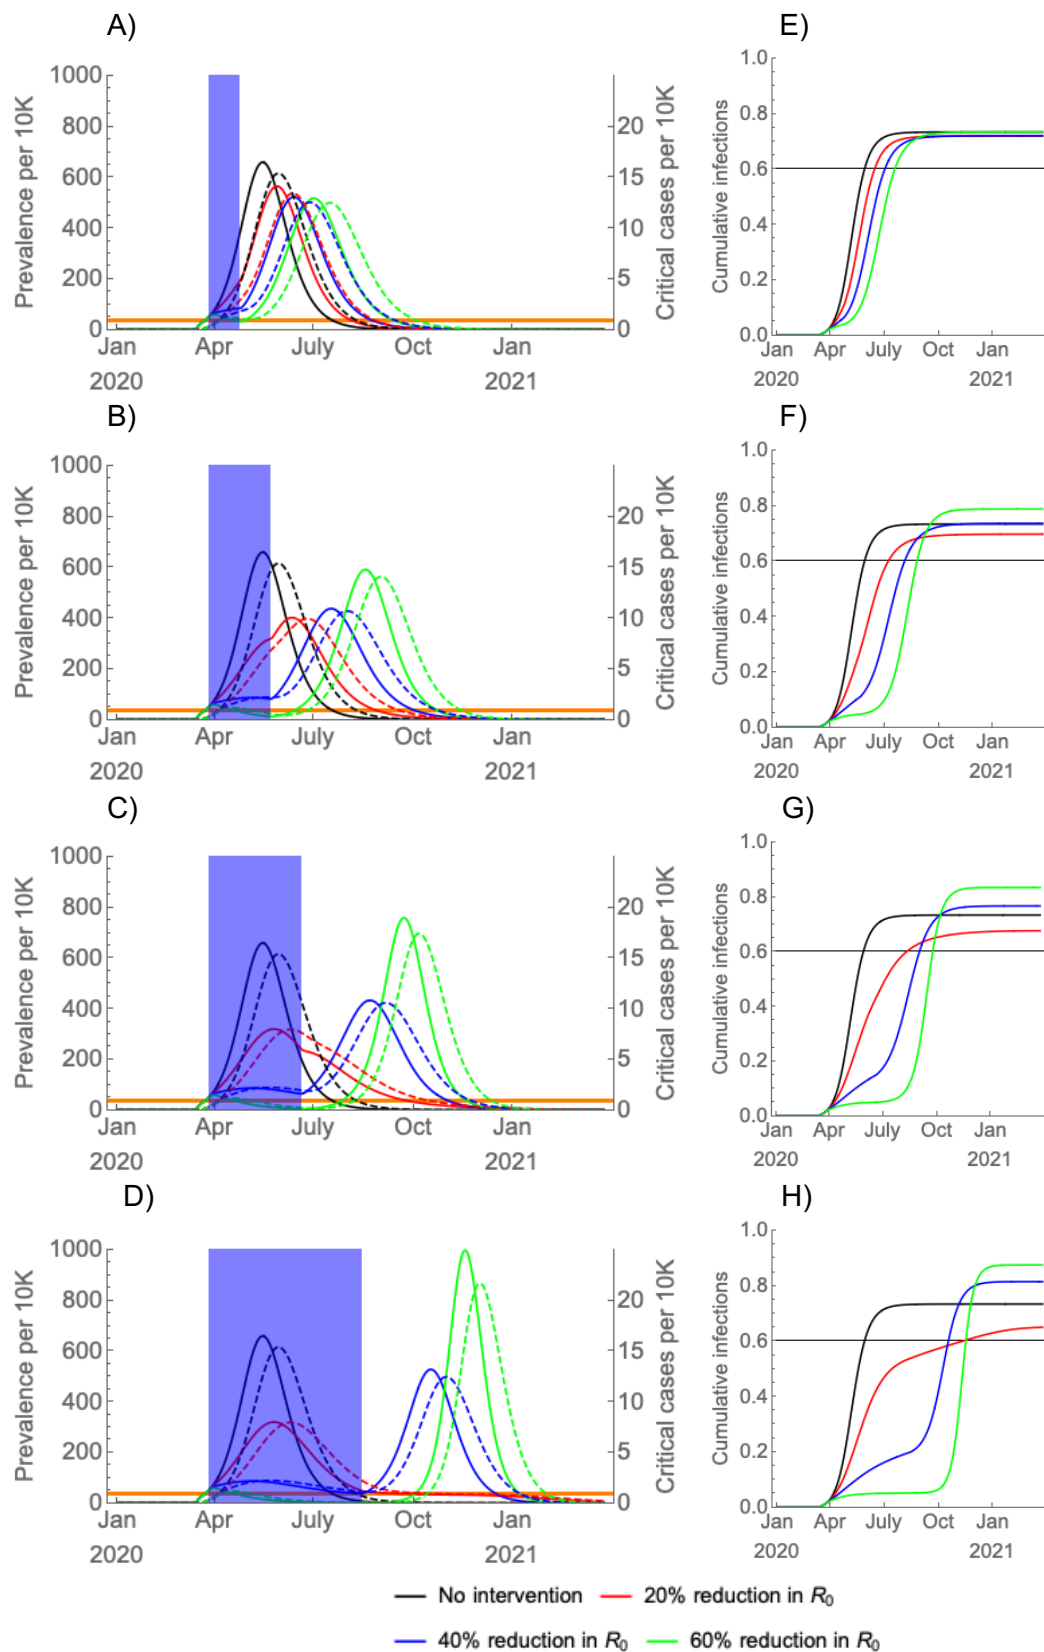 A)
Prevalence per 10K
1000
800
600
400
200
0
20
15
10
5
0
Critical cases per 10K
Jan
Apr
July
Oct
Jan
2020
2021
E)
Cumulative infections
1.0
0.8
0.6
0.4
0.2
0.0
Jan
Apr
July
Oct
Jan
2020
2021
B)
Prevalence per 10K
1000
800
600
400
200
0
20
15
10
5
0
Critical cases per 10K
Jan
Apr
July
Oct
Jan
2020
2021
F)
Cumulative infections
1.0
0.8
0.6
0.4
0.2
0.0
Jan
Apr
July
Oct
Jan
2020
2021
C)
Prevalence per 10K
1000
800
600
400
200
0
20
15
10
5
0
Critical cases per 10K
Jan
Apr
July
Oct
Jan
2020
2021
G)
Cumulative infections
1.0
0.8
0.6
0.4
0.2
0.0
Jan
Apr
July
Oct
Jan
2020
2021
D)
Prevalence per 10K
1000
800
600
400
200
0
20
15
10
5
0
Critical cases per 10K
Jan
Apr
July
Oct
Jan
2020
2021
H)
Cumulative infections
1.0
0.8
0.6
0.4
0.2
0.0
Jan
Apr
July
Oct
Jan
2020
2021
No intervention
20% reduction in R₀
40% reduction in R₀
60% reduction in R₀